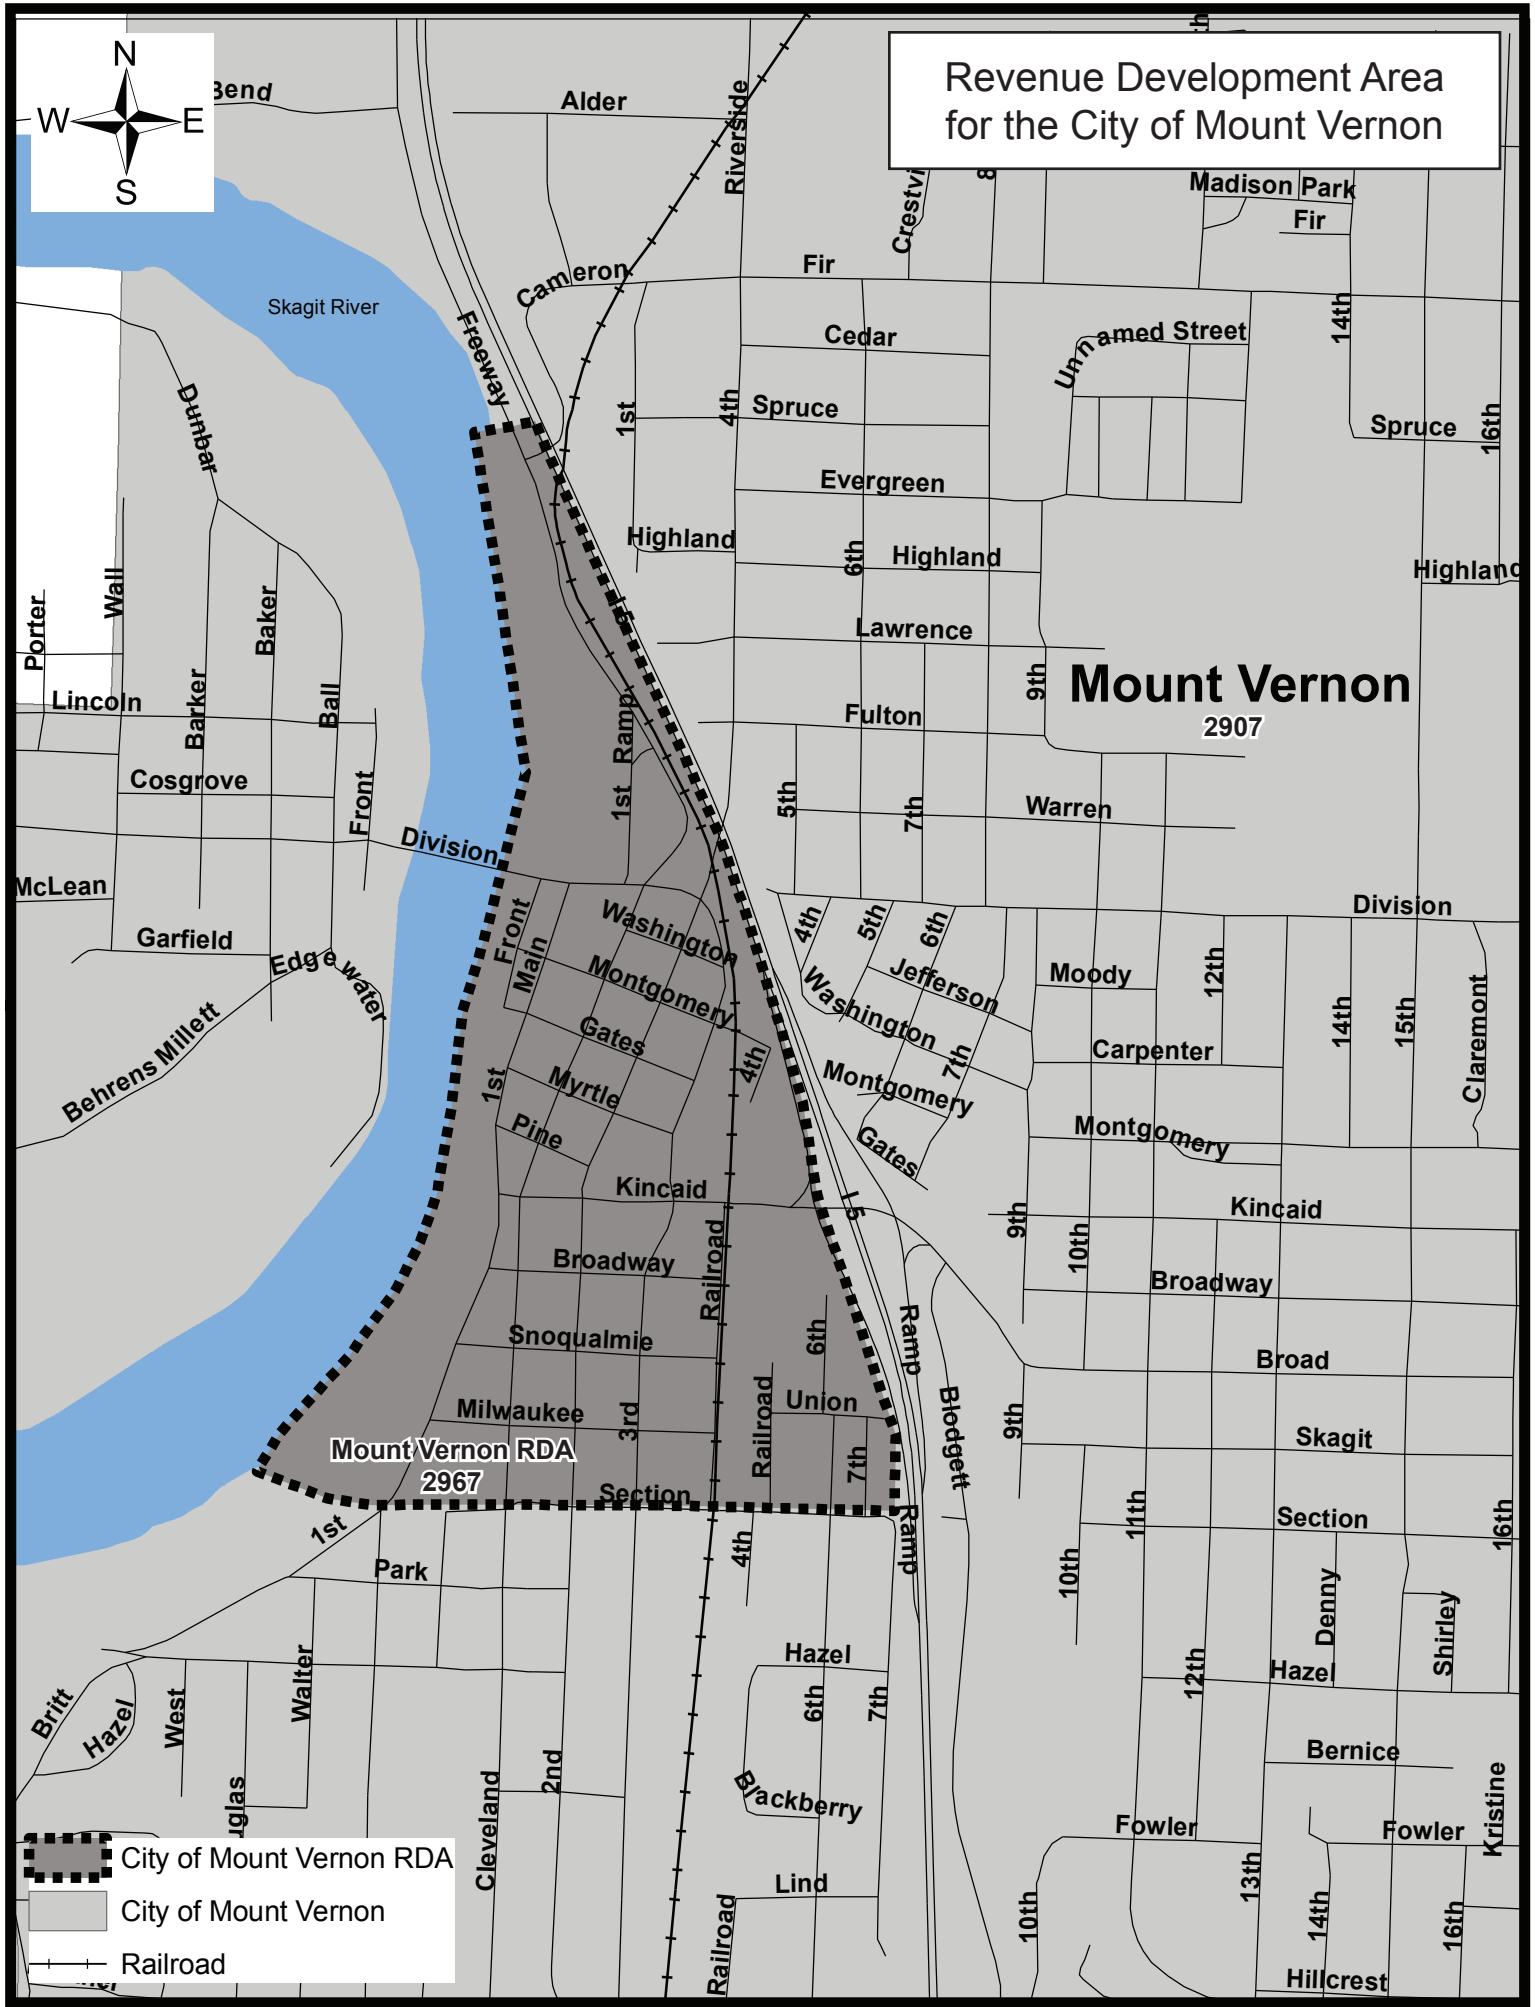 Revenue Development Area
for the City of Mount Vernon
N
W
E
S
Bend
Alder
Riverside
Madison Park
Fir
Cameron
Fir
Skagit River
Freeway
Cedar
Unnamed Street
14th
Dunbar
1st
4th
Spruce
Spruce
16th
Evergreen
Highland
6th
Highland
Highland
I 5
Porter
Wall
Baker
Lawrence
9th
Mount Vernon
2907
Lincoln
Barker
Ball
Ramp
Fulton
Cosgrove
Front
1st
5th
7th
Warren
Division
McLean
Division
Garfield
Edgewater
Front
Main
Washington
4th
5th
6th
Jefferson
Moody
12th
14th
15th
Claremont
Montgomery
Washington
Behrens Millett
Gates
4th
7th
Carpenter
1st
Myrtle
Montgomery
Pine
Gates
Montgomery
Kincaid
I 5
9th
Kincaid
10th
Broadway
Railroad
Broadway
Snoqualmie
6th
Ramp
Broad
Milwaukee
3rd
Railroad
Union
Blodgett
9th
Skagit
Mount Vernon RDA
2967
7th
Section
11th
Section
16th
1st
4th
Ramp
Park
10th
Denny
Shirley
Walter
Hazel
12th
Hazel
Britt
Hazel
West
6th
7th
Bernice
2nd
Cleveland
Blackberry
Fowler
Fowler
Kristine
City of Mount Vernon RDA
City of Mount Vernon
Railroad
Lind
Railroad
10th
13th
14th
16th
Hillcrest